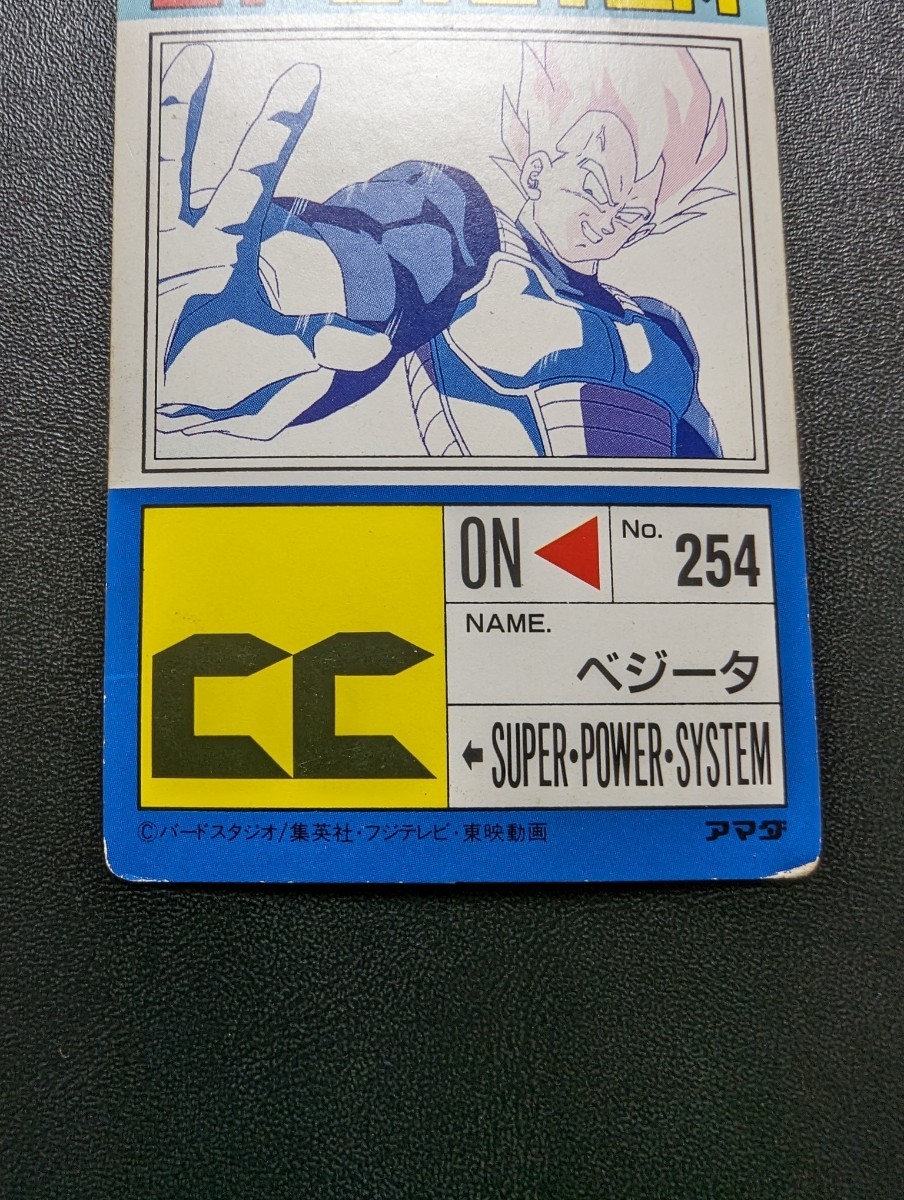 ON
No. 254
NAME.
ベジータ
CC
SUPER・POWER・SYSTEM
©バードスタジオ/集英社・フジテレビ・東映動画
アマダ